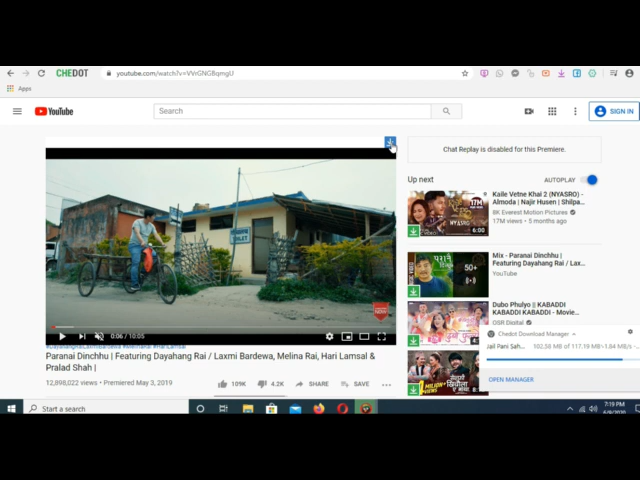 CHEDOT
youtube.com/watch?v=VVrGNGBqmgU
Apps
YouTube
Search
SIGN IN
Chat Replay is disabled for this Premiere.
Up next
AUTOPLAY
TOILET
0:06 / 10:05
Paranai Dinchhu | Featuring Dayahang Rai / Laxmi Bardewa, Melina Rai, Hari Lamsal &
Pralad Shah |
12,898,022 views • Premiered May 3, 2019
109K
4.2K
SHARE
SAVE
17M
NYASRO
6:00
Kaile Vetne Khai 2 (NYASRO) -
Almoda | Najir Husen | Shilpa...
8K Everest Motion Pictures
17M views • 5 months ago
50+
Mix - Paranai Dinchhu |
Featuring Dayahang Rai / Lax...
YouTube
Dubo Phulyo || KABADDI
KABADDI KABADDI - Movie...
OSR Digital
Chedot Download Manager
Jail Pani Sah...
102.58 MB of 117.19 MB - 1.84 MB/s -...
OPEN MANAGER
Start a search
7:19 PM